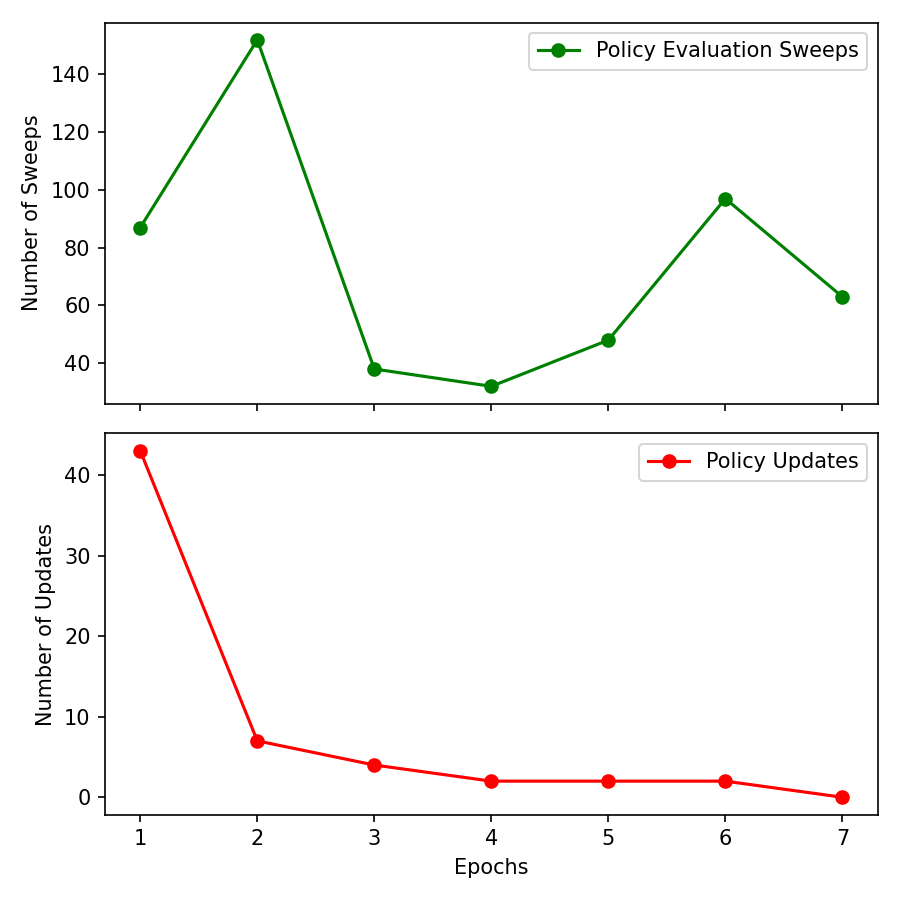 Policy Evaluation Sweeps
Number of Sweeps
140
120
100
80
60
40
Policy Updates
Number of Updates
40
30
20
10
0
1 2 3 4 5 6 7
Epochs